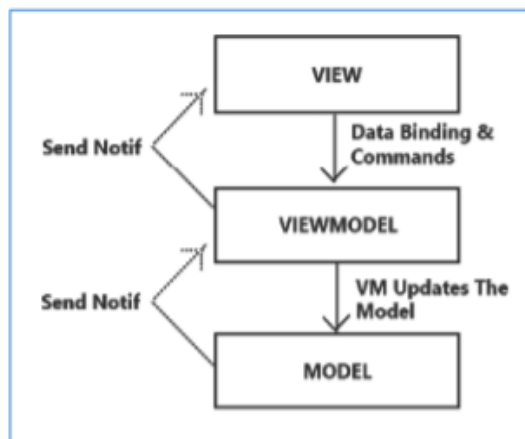 VIEW
Send Notif
Data Binding &
Commands
VIEWMODEL
Send Notif
VM Updates The
Model
MODEL